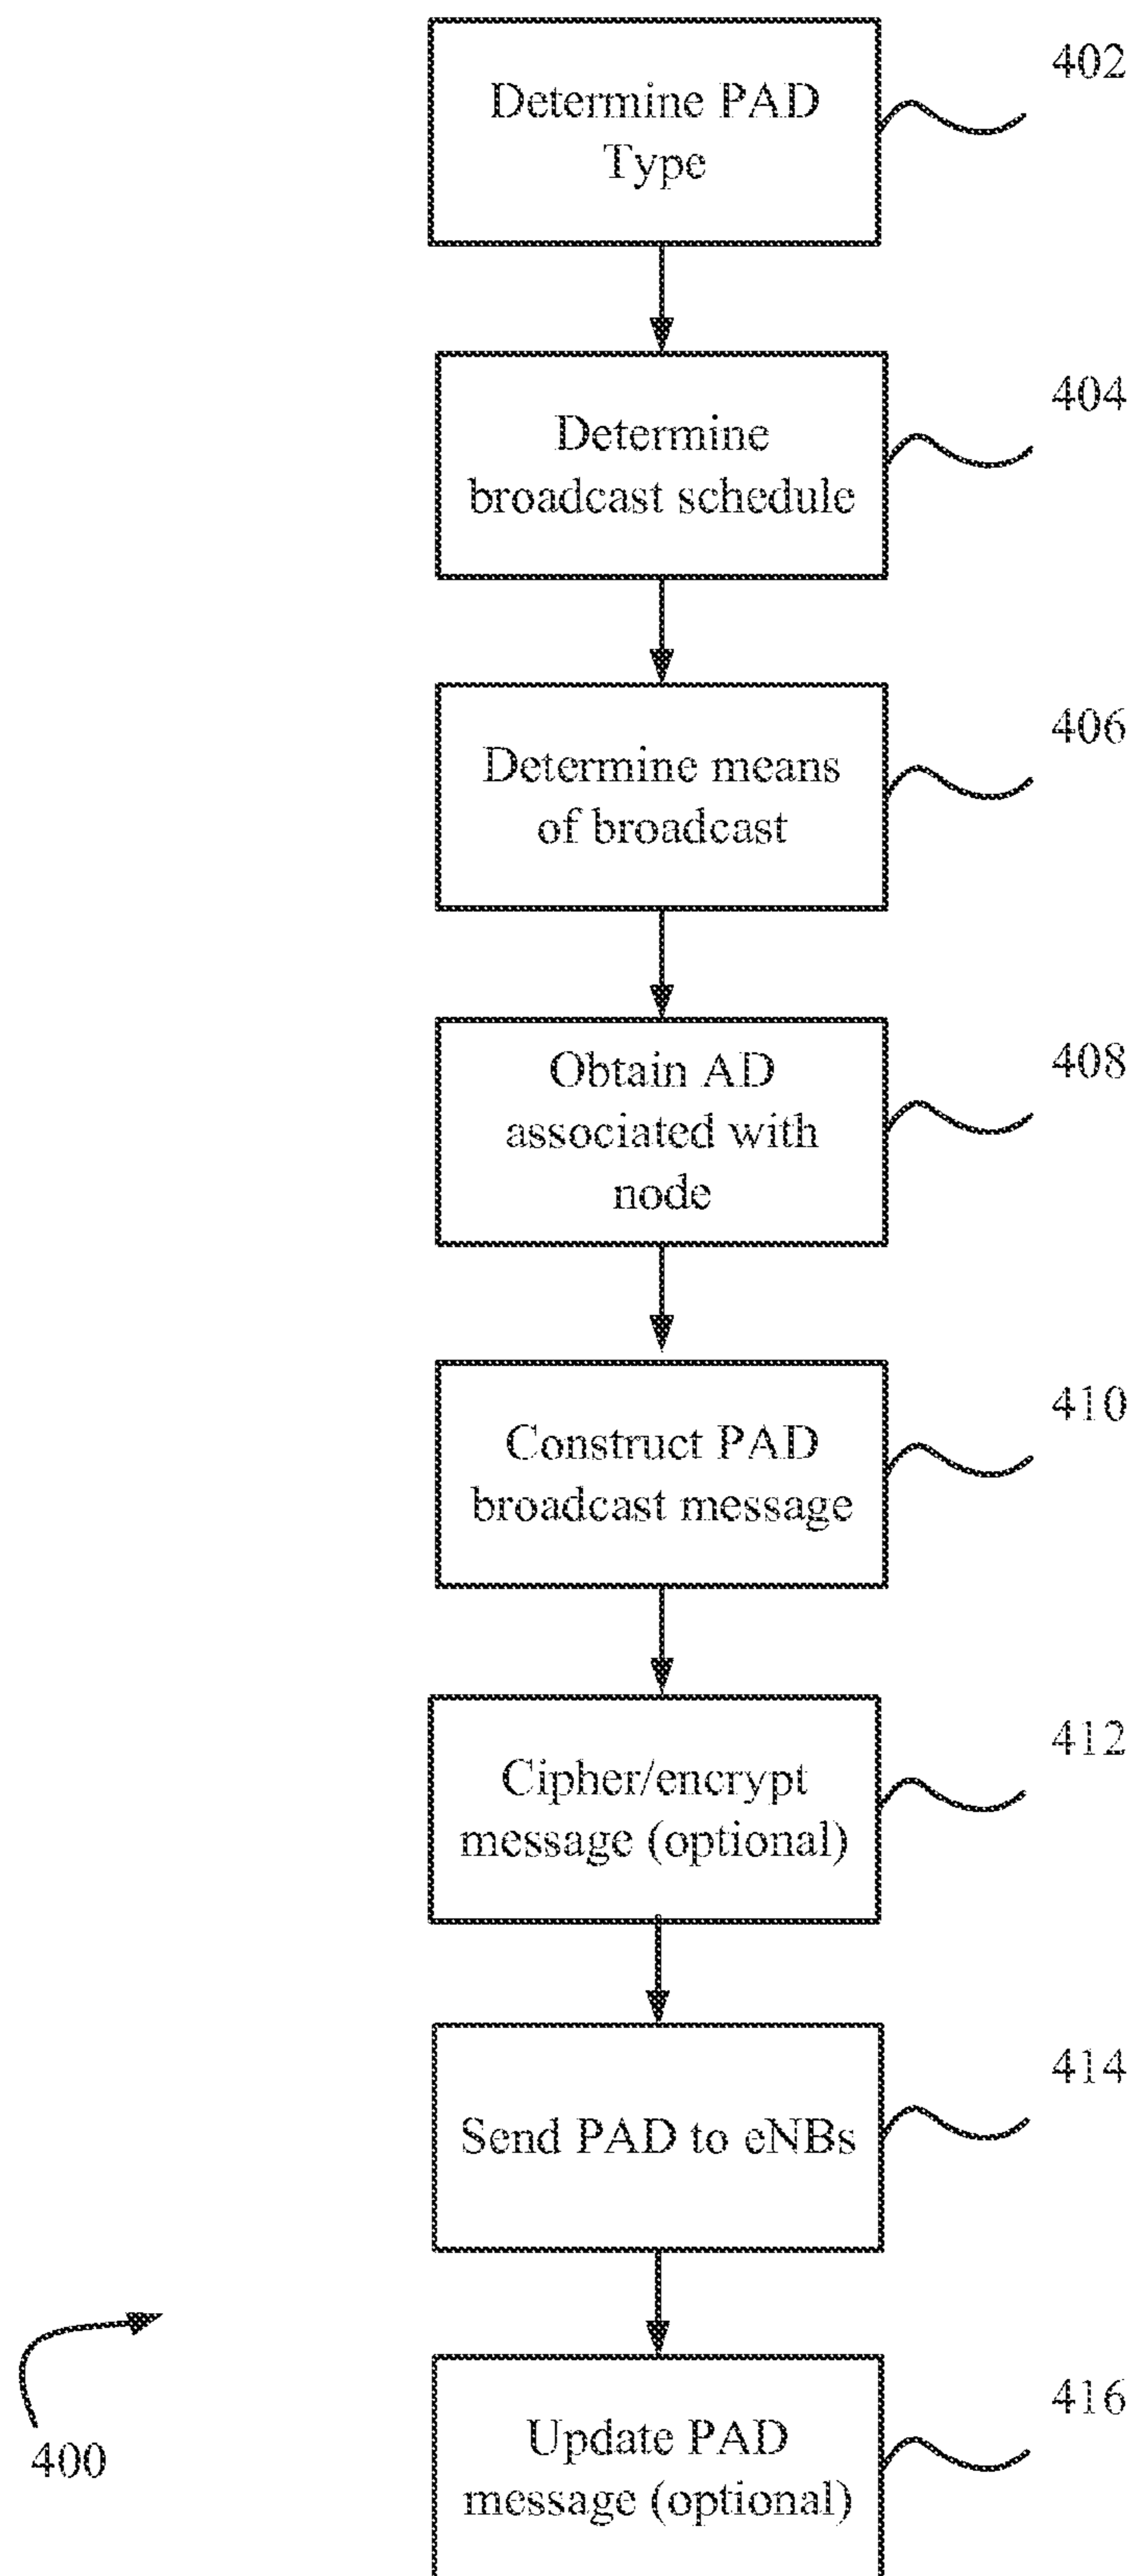 Determine PAD
Type
402
Determine
broadcast schedule
404
Determine means
of broadcast
406
Obtain AD
associated with
node
408
Construct PAD
broadcast message
410
Cipher/encrypt
message (optional)
412
Send PAD to eNBs
414
Update PAD
message (optional)
416
400